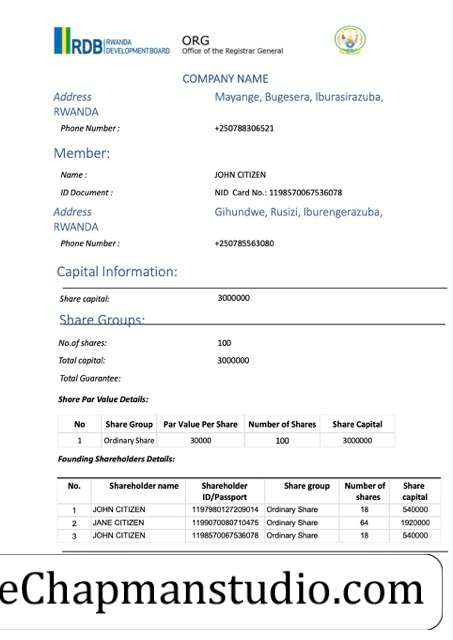 RDB RWANDA
DEVELOPMENT BOARD
ORG
Office of the Registrar General
COMPANY NAME
Address Mayange, Bugesera, Iburasirazuba,
RWANDA
Phone Number : +250788306521
Member:
Name : JOHN CITIZEN
ID Document : NID Card No.: 1198570067536078
Address Gihundwe, Rusizi, Iburengerazuba,
RWANDA
Phone Number : +250785563080
Capital Information:
Share capital: 3000000
Share Groups:
No.of shares: 100
Total capital: 3000000
Total Guarantee:
Share Par Value Details:
No Share Group Par Value Per Share Number of Shares Share Capital
1 Ordinary Share 30000 100 3000000
Founding Shareholders Details:
No. Shareholder name Shareholder Share group Number of Share
ID/Passport shares capital
1 JOHN CITIZEN 1197980127209014 Ordinary Share 18 540000
2 JANE CITIZEN 1199070080710475 Ordinary Share 64 1920000
3 JOHN CITIZEN 1198570067536078 Ordinary Share 18 540000
eChapmanstudio.com